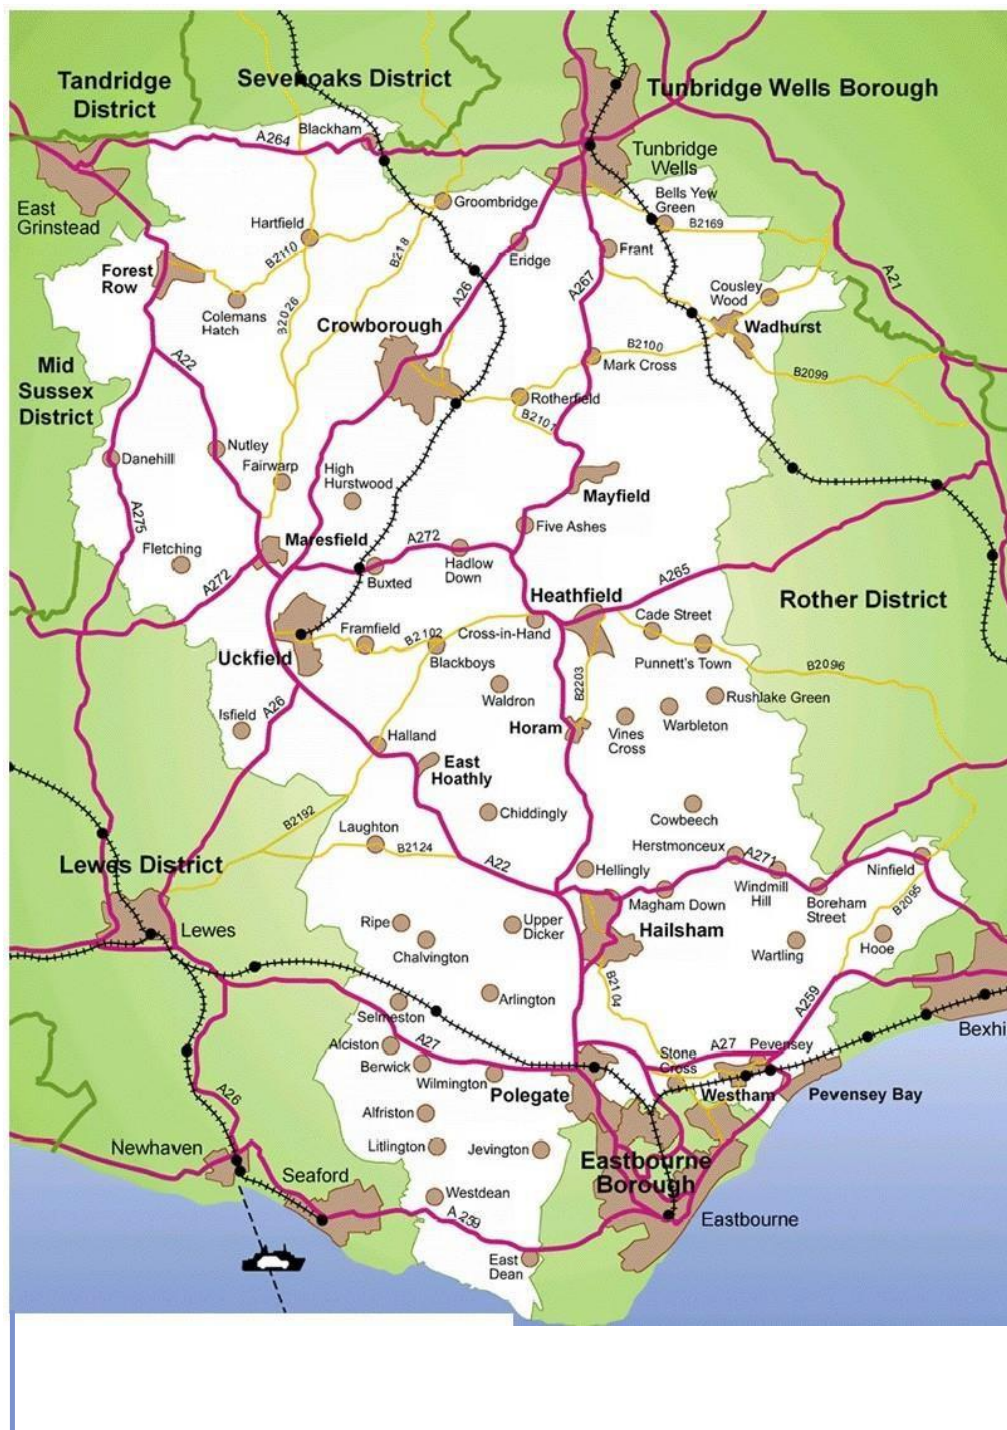 Tandridge
District
Sevenoaks District
Tunbridge Wells Borough
Blackham
A264
Tunbridge
Wells
East
Grinstead
Groombridge
Bells Yew
Green
B2169
Hartfield
B2110
B218
Eridge
Frant
Forest
Row
A26
A267
A21
Cousley
Wood
Colemans
Hatch
B2026
Crowborough
Wadhurst
Mid
Sussex
District
A22
B2100
Mark Cross
B2099
Rotherfield
B2101
Danehill
Nutley
Fairwarp
High
Hurstwood
Mayfield
A275
Five Ashes
Fletching
Maresfield
A272
A272
Buxted
Hadlow
Down
A265
Heathfield
Rother District
Cade Street
Framfield
B2102
Cross-in-Hand
Uckfield
Blackboys
Punnett's Town
B2096
Waldron
B2203
Rushlake Green
Isfield
A26
Horam
Vines
Cross
Warbleton
Halland
East
Hoathly
Chiddingly
Cowbeech
B2192
Laughton
B2124
Herstmonceux
A271
Lewes District
A22
Hellingly
Windmill
Hill
Ninfield
Magham Down
Boreham
Street
B2095
Ripe
Upper
Dicker
Hailsham
Lewes
Chalvington
Wartling
Hooe
Arlington
B2104
Selmeston
A259
Bexhi
Alciston
A27
Stone
Cross
A27
Pevensey
Berwick
Wilmington
Polegate
Westham
Pevensey Bay
A26
Alfriston
Newhaven
Litlington
Jevington
Eastbourne
Borough
Seaford
Westdean
A 259
Eastbourne
East
Dean